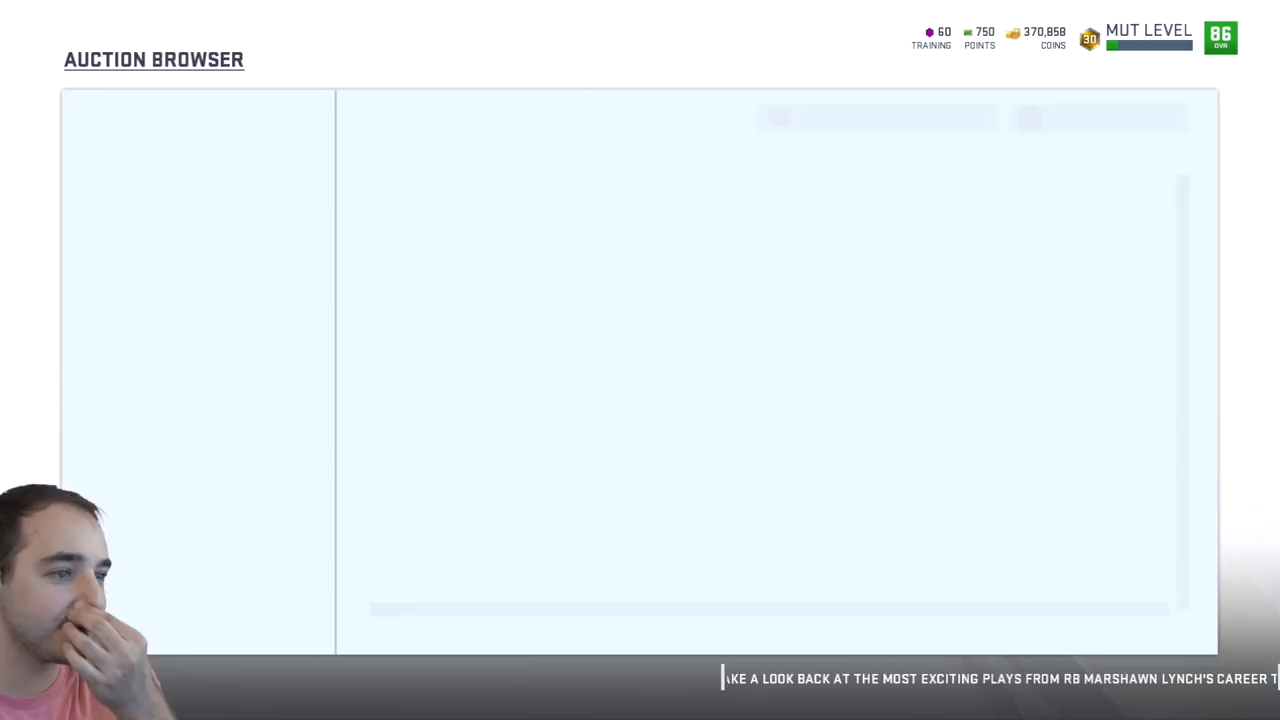 AUCTION BROWSER
60
TRAINING
750
POINTS
370,858
COINS
30
MUT LEVEL
86
OVR
TAKE A LOOK BACK AT THE MOST EXCITING PLAYS FROM RB MARSHAWN LYNCH'S CAREER T